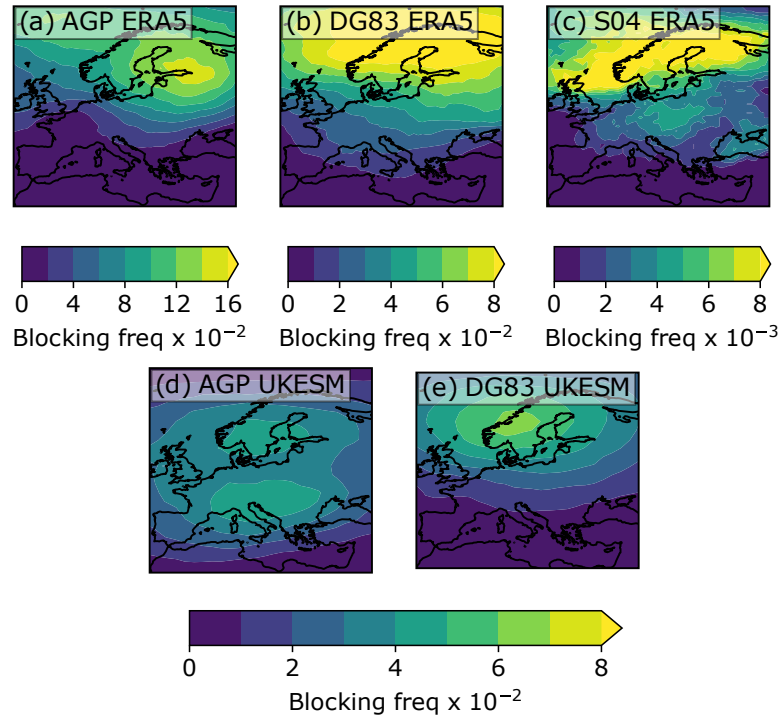 (a) AGP ERA5
(b) DG83 ERA5
(c) S04 ERA5
0 4 8 12 16
Blocking freq x 10⁻²
0 2 4 6 8
Blocking freq x 10⁻²
0 2 4 6 8
Blocking freq x 10⁻³
(d) AGP UKESM
(e) DG83 UKESM
0 2 4 6 8
Blocking freq x 10⁻²